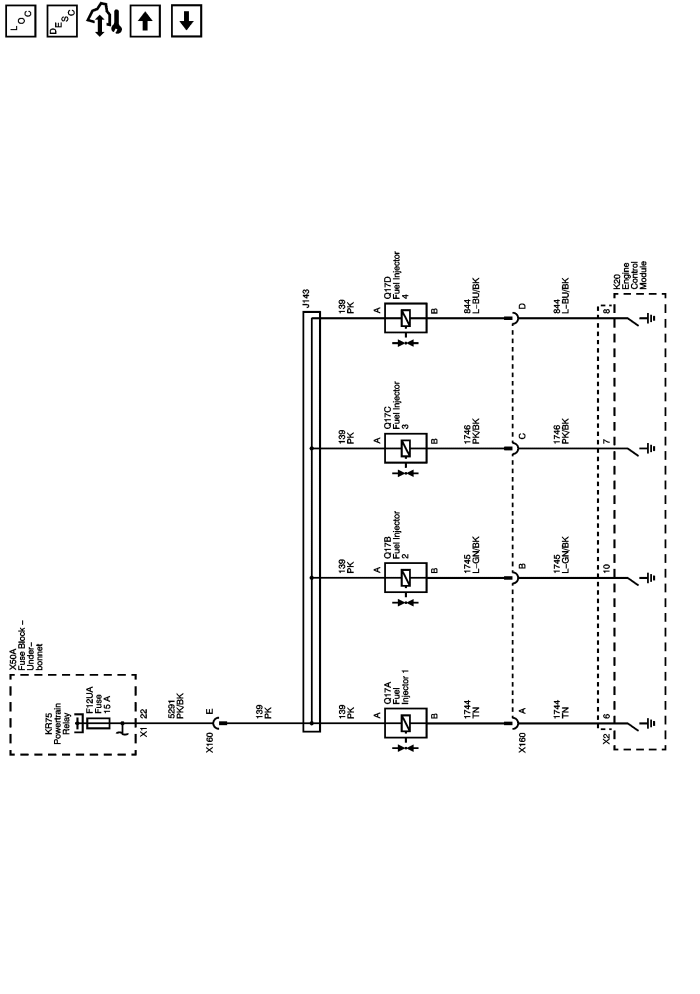 LOC
DESC
J143
139
PK
A
Q17D
Fuel Injector
4
B
844
L-BU/BK
D
844
L-BU/BK
8
K20
Engine
Control
Module
139
PK
A
Q17C
Fuel Injector
3
B
1746
PK/BK
C
1746
PK/BK
7
139
PK
A
Q17B
Fuel Injector
2
B
1745
L-GN/BK
B
1745
L-GN/BK
10
X50A
Fuse Block –
Under–
bonnet
KR75
Powertrain
Relay
F12UA
Fuse
15 A
X1
22
5291
PK/BK
X160
E
139
PK
139
PK
A
Q17A
Fuel
Injector 1
B
1744
TN
X160
A
1744
TN
X2
6